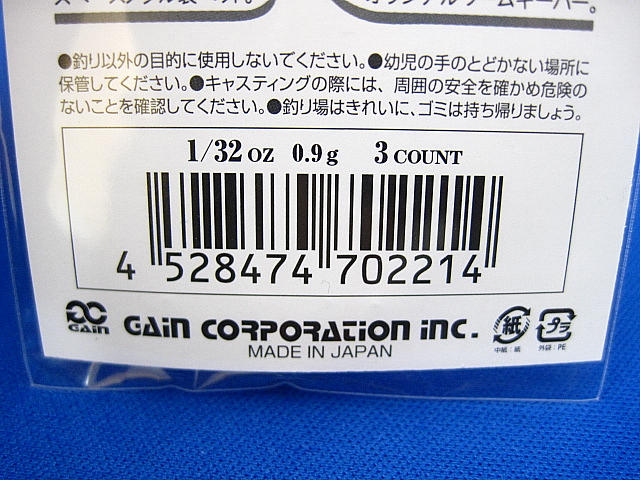 ●釣り以外の目的に使用しないでください。●幼児の手のとどかない場所に
保管してください。●キャスティングの際には、周囲の安全を確かめ危険の
ないことを確認してください。●釣り場はきれいに、ゴミは持ち帰りましょう。
1/32 OZ 0.9g 3 COUNT
4 528474 702214
GAIN
GAIN CORPORATION INC.
MADE IN JAPAN
紙
中紙:紙
プラ
外袋:PE